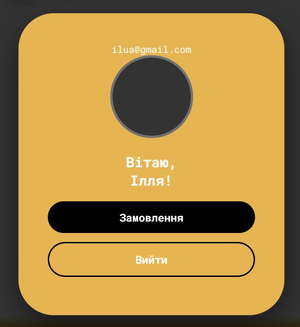 ilua@gmail.com
Вітаю,
Ілля!
Замовлення
Вийти